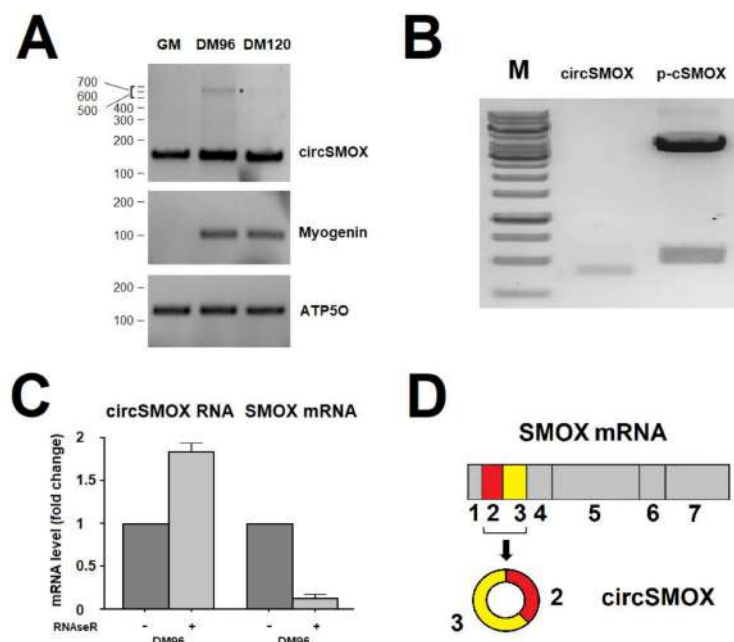 A
GM DM96 DM120
700
600
500
400
300
200
100
circSMOX
200
100
Myogenin
200
100
ATP5O
B
M circSMOX p-cSMOX
C
circSMOX RNA SMOX mRNA
mRNA level (fold change)
2
1.5
1
0.5
0
RNAseR - + - +
DM96 DM96
D
SMOX mRNA
1 2 3 4 5 6 7
3 2 circSMOX